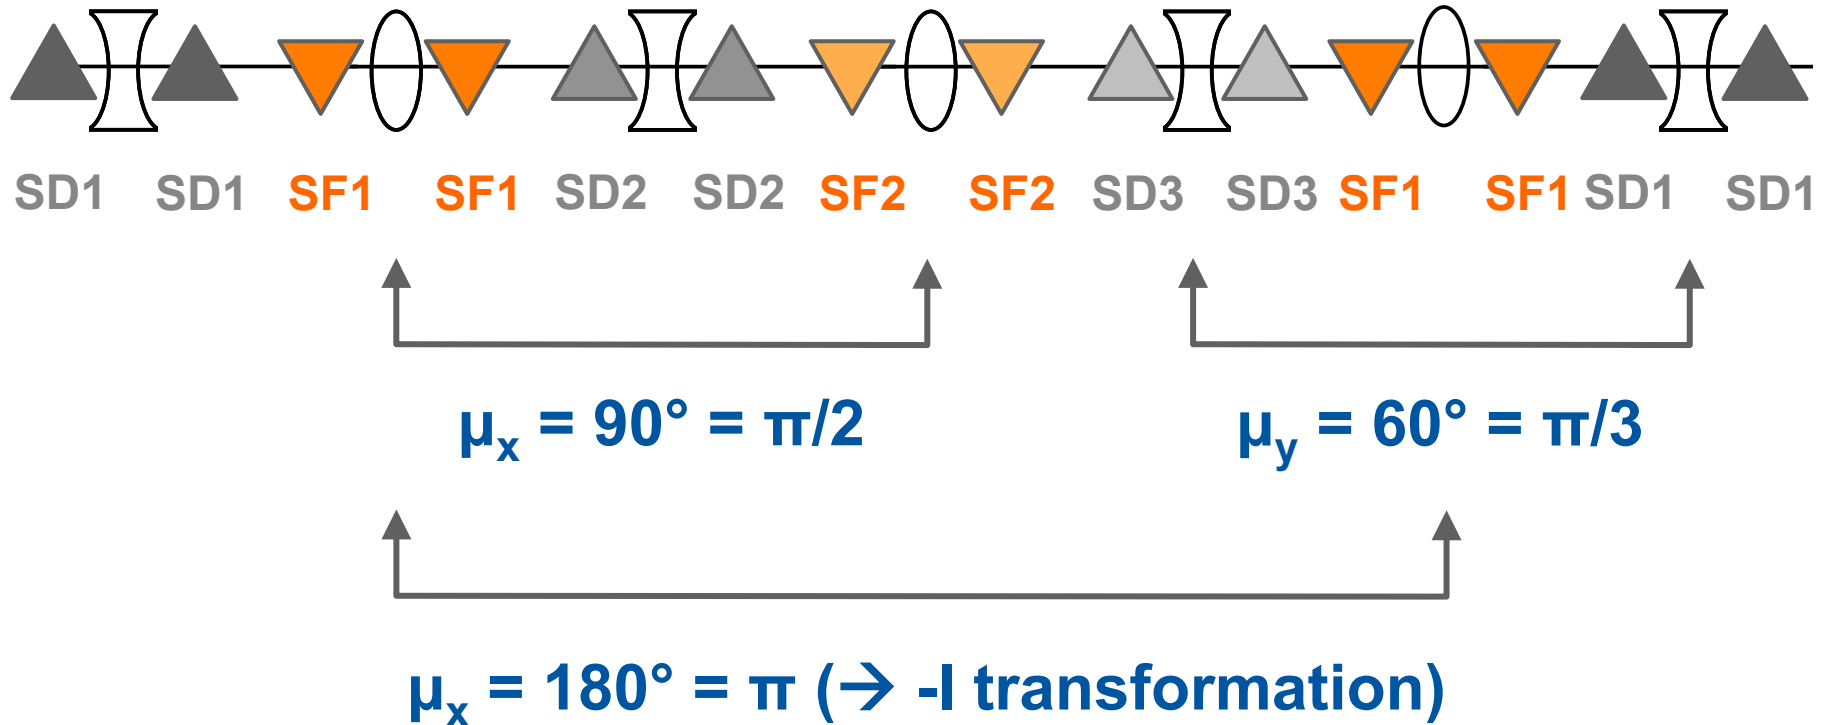 SD1 SD1 SF1 SF1 SD2 SD2 SF2 SF2 SD3 SD3 SF1 SF1 SD1 SD1
μx = 90° = π/2 μy = 60° = π/3
μx = 180° = π (→ -I transformation)